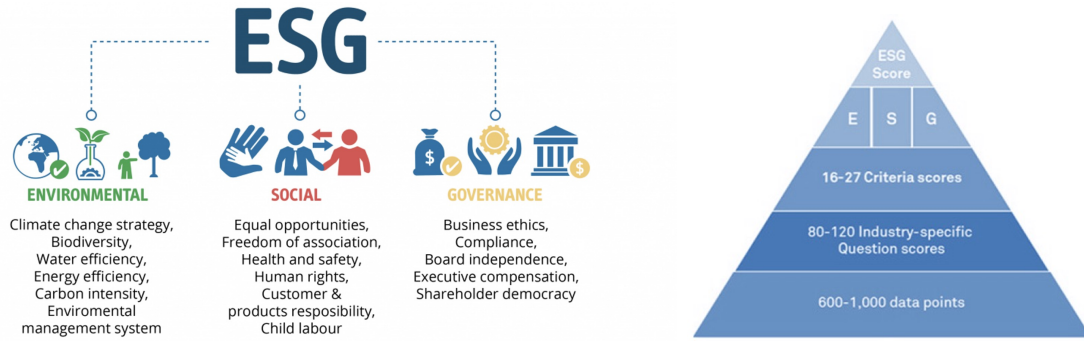 ESG
ENVIRONMENTAL
Climate change strategy,
Biodiversity,
Water efficiency,
Energy efficiency,
Carbon intensity,
Enviromental
management system
SOCIAL
Equal opportunities,
Freedom of association,
Health and safety,
Human rights,
Customer &
products resposibility,
Child labour
$
$
GOVERNANCE
Business ethics,
Compliance,
Board independence,
Executive compensation,
Shareholder democracy
ESG
Score
E S G
16-27 Criteria scores
80-120 Industry-specific
Question scores
600-1,000 data points